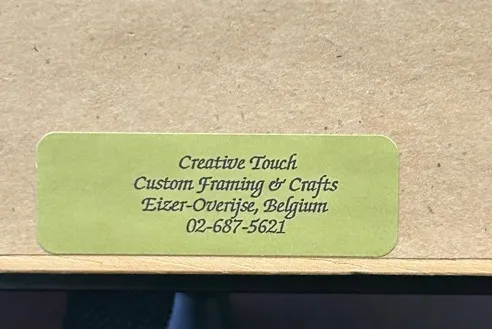 Creative Touch
Custom Framing & Crafts
Eizer-Overijse, Belgium
02-687-5621